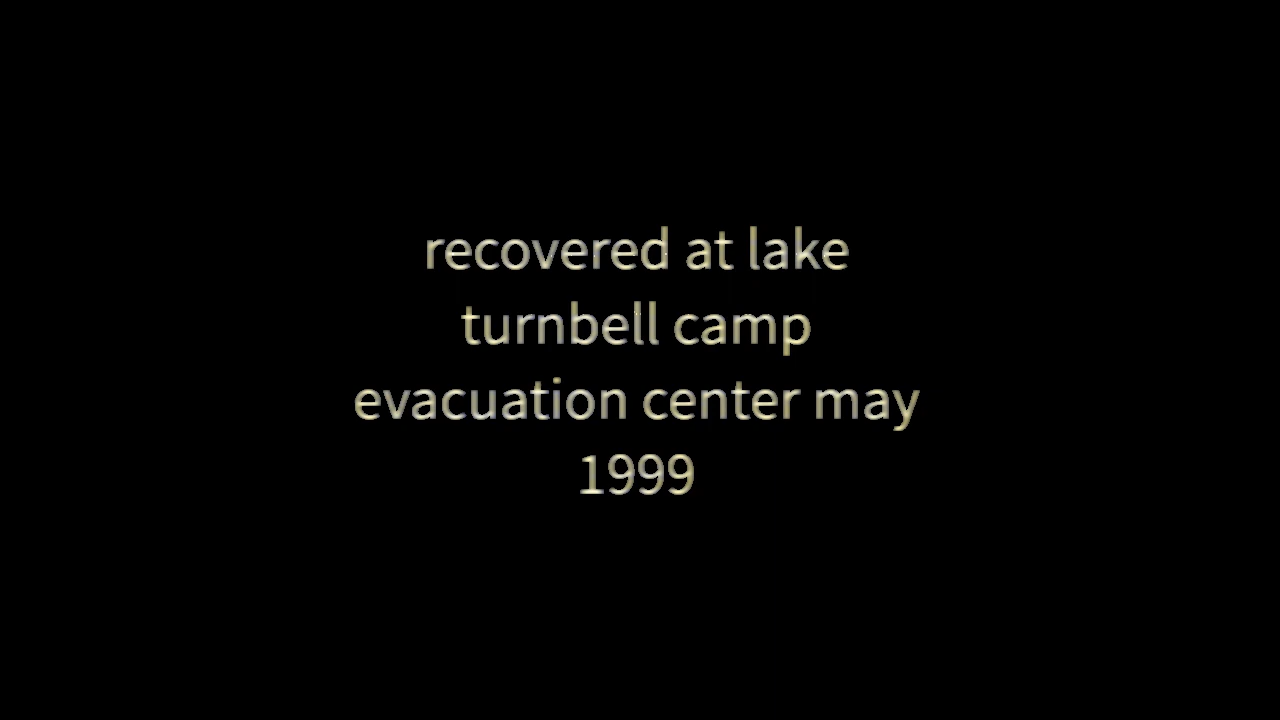 recovered at lake
turnbell camp
evacuation center may
1999